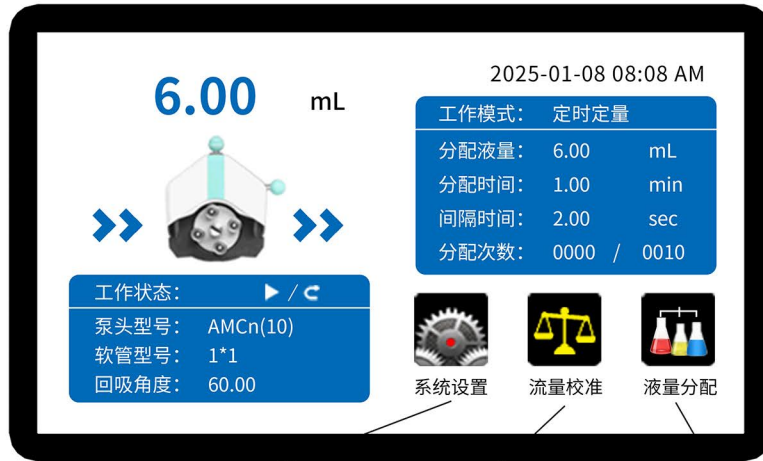 2025-01-08 08:08 AM
6.00 mL
工作模式： 定时定量
分配液量： 6.00 mL
分配时间： 1.00 min
间隔时间： 2.00 sec
分配次数： 0000 / 0010
工作状态： /
泵头型号： AMCn(10)
软管型号： 1*1
回吸角度： 60.00
系统设置 流量校准 液量分配